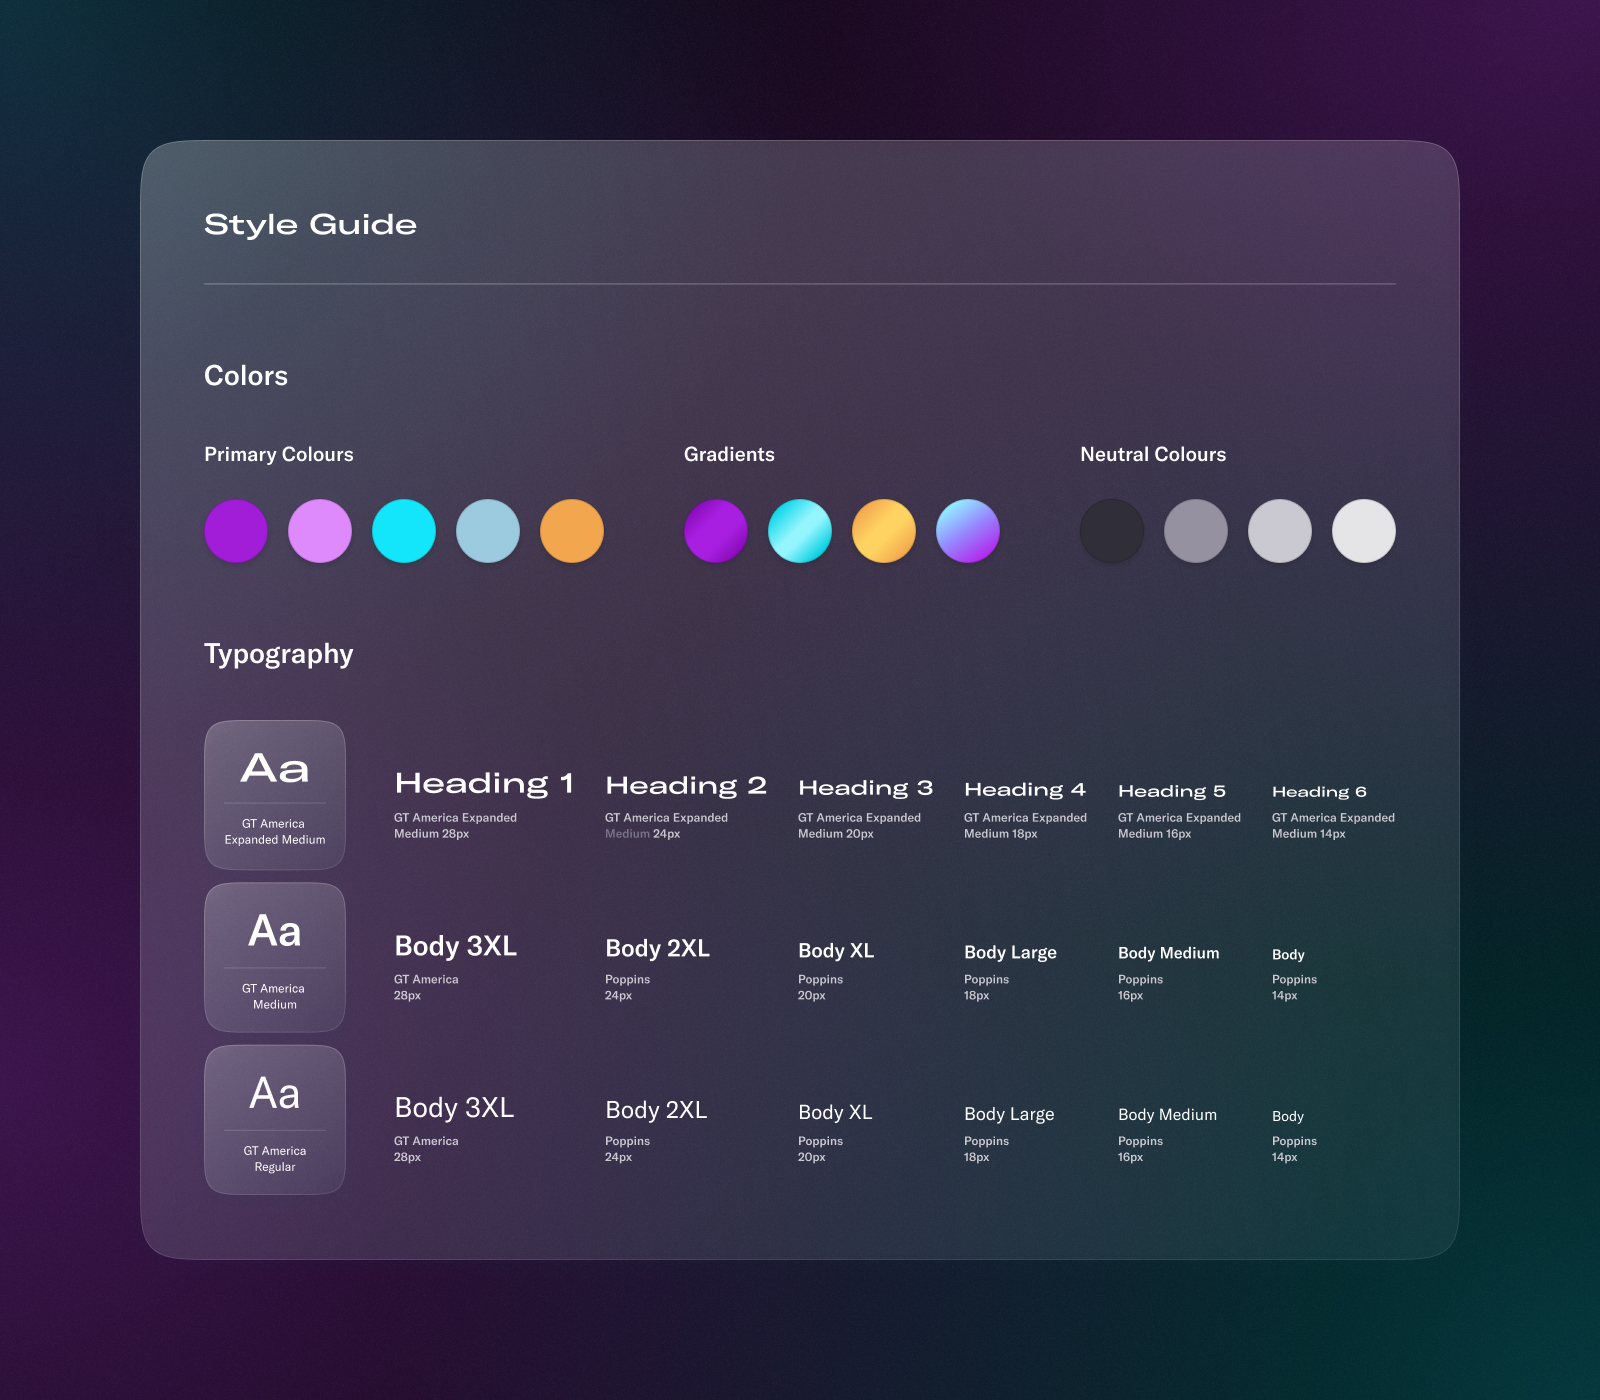 Style Guide
Colors
Primary Colours
Gradients
Neutral Colours
Typography
Aa
GT America
Expanded Medium
Heading 1
GT America Expanded
Medium 28px
Heading 2
GT America Expanded
Medium 24px
Heading 3
GT America Expanded
Medium 20px
Heading 4
GT America Expanded
Medium 18px
Heading 5
GT America Expanded
Medium 16px
Heading 6
GT America Expanded
Medium 14px
Aa
GT America
Medium
Body 3XL
GT America
28px
Body 2XL
Poppins
24px
Body XL
Poppins
20px
Body Large
Poppins
18px
Body Medium
Poppins
16px
Body
Poppins
14px
Aa
GT America
Regular
Body 3XL
GT America
28px
Body 2XL
Poppins
24px
Body XL
Poppins
20px
Body Large
Poppins
18px
Body Medium
Poppins
16px
Body
Poppins
14px